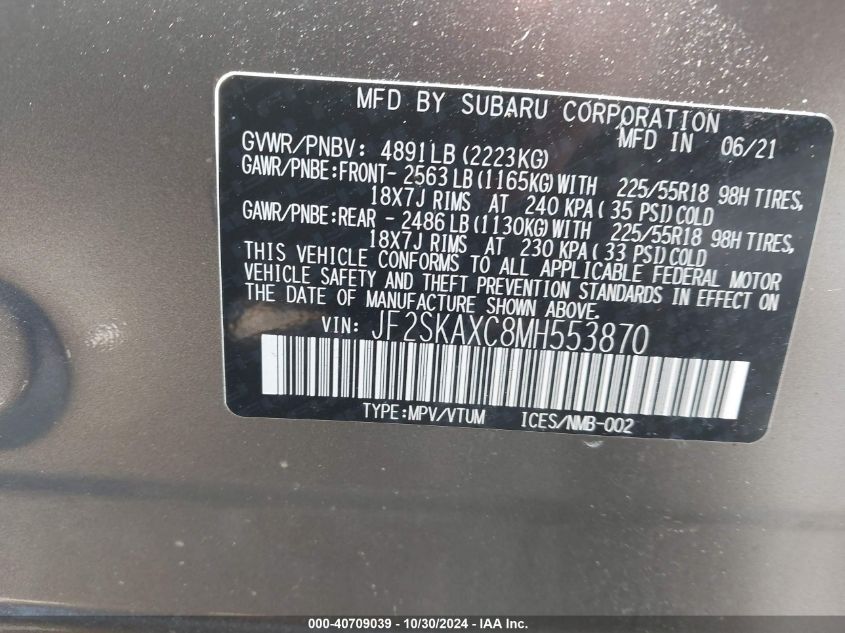 MFD BY SUBARU CORPORATION
MFD IN 06/21
GVWR/PNBV: 4891LB(2223KG)
GAWR/PNBE:FRONT- 2563LB(1165KG)WITH 225/55R18 98H TIRES,
18X7J RIMS AT 240 KPA( 35 PSI)COLD
GAWR/PNBE:REAR - 2486LB(1130KG)WITH 225/55R18 98H TIRES,
18X7J RIMS AT 230 KPA( 33 PSI)COLD
THIS VEHICLE CONFORMS TO ALL APPLICABLE FEDERAL MOTOR
VEHICLE SAFETY AND THEFT PREVENTION STANDARDS IN EFFECT ON
THE DATE OF MANUFACTURE SHOWN ABOVE.
VIN: JF2SKAXC8MH553870
TYPE:MPV/VTUM ICES/NMB-002
000-40709039 - 10/30/2024 - IAA Inc.